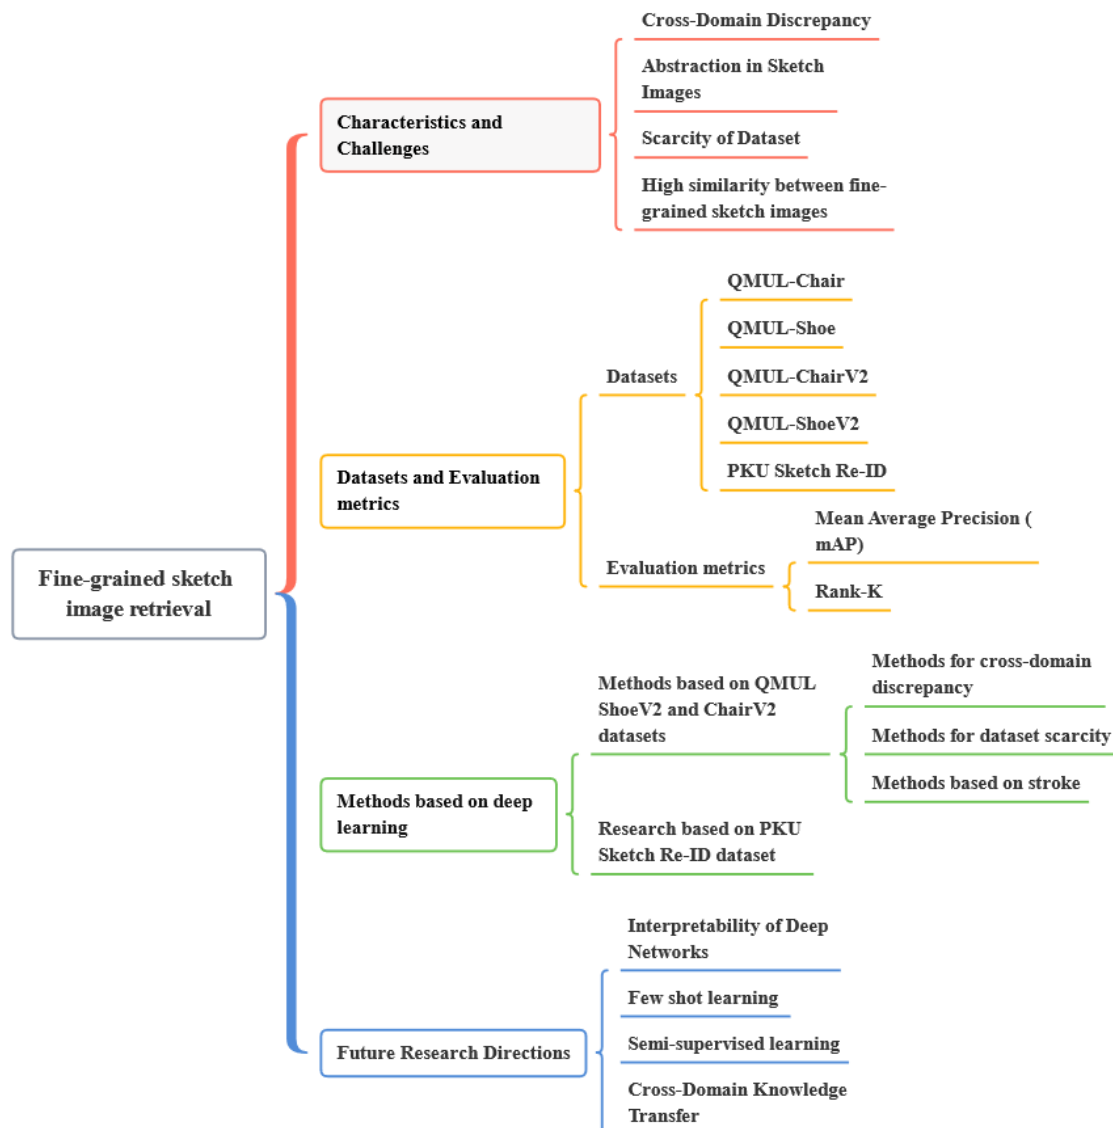 Fine-grained sketch
image retrieval
Characteristics and
Challenges
Cross-Domain Discrepancy
Abstraction in Sketch
Images
Scarcity of Dataset
High similarity between fine-
grained sketch images
Datasets and Evaluation
metrics
Datasets
QMUL-Chair
QMUL-Shoe
QMUL-ChairV2
QMUL-ShoeV2
PKU Sketch Re-ID
Evaluation metrics
Mean Average Precision (
mAP)
Rank-K
Methods based on deep
learning
Methods based on QMUL
ShoeV2 and ChairV2
datasets
Methods for cross-domain
discrepancy
Methods for dataset scarcity
Methods based on stroke
Research based on PKU
Sketch Re-ID dataset
Future Research Directions
Interpretability of Deep
Networks
Few shot learning
Semi-supervised learning
Cross-Domain Knowledge
Transfer